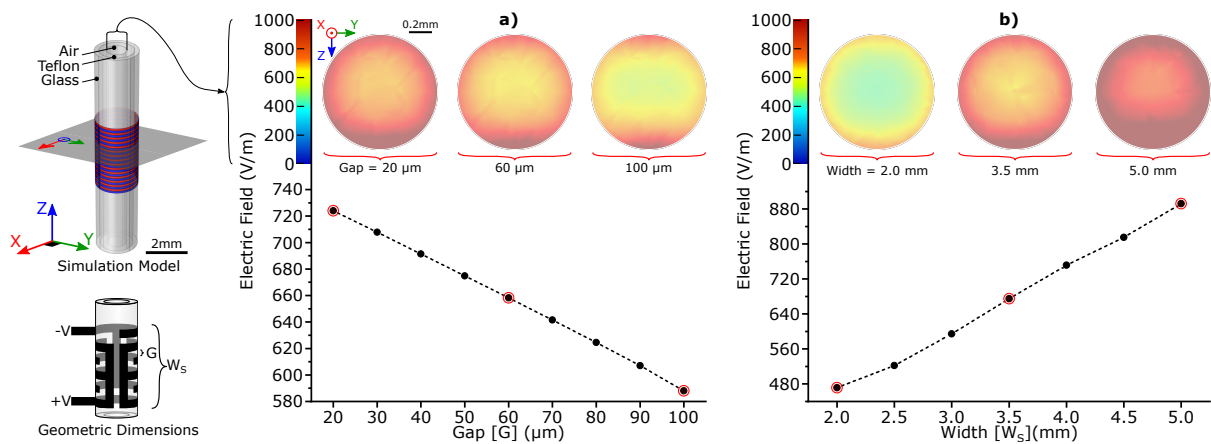 Air
Teflon
Glass
Z
X
Y
2mm
Simulation Model
-V
G
W_S
+V
Geometric Dimensions
a)
1000
800
600
400
200
0
Electric Field (V/m)
X
Y
Z
0.2mm
Gap = 20 µm
60 µm
100 µm
740
720
700
680
660
640
620
600
580
20
30
40
50
60
70
80
90
100
Gap [G] (µm)
b)
1000
800
600
400
200
0
Electric Field (V/m)
Width = 2.0 mm
3.5 mm
5.0 mm
880
800
720
640
560
480
2.0
2.5
3.0
3.5
4.0
4.5
5.0
Width [W_S](mm)